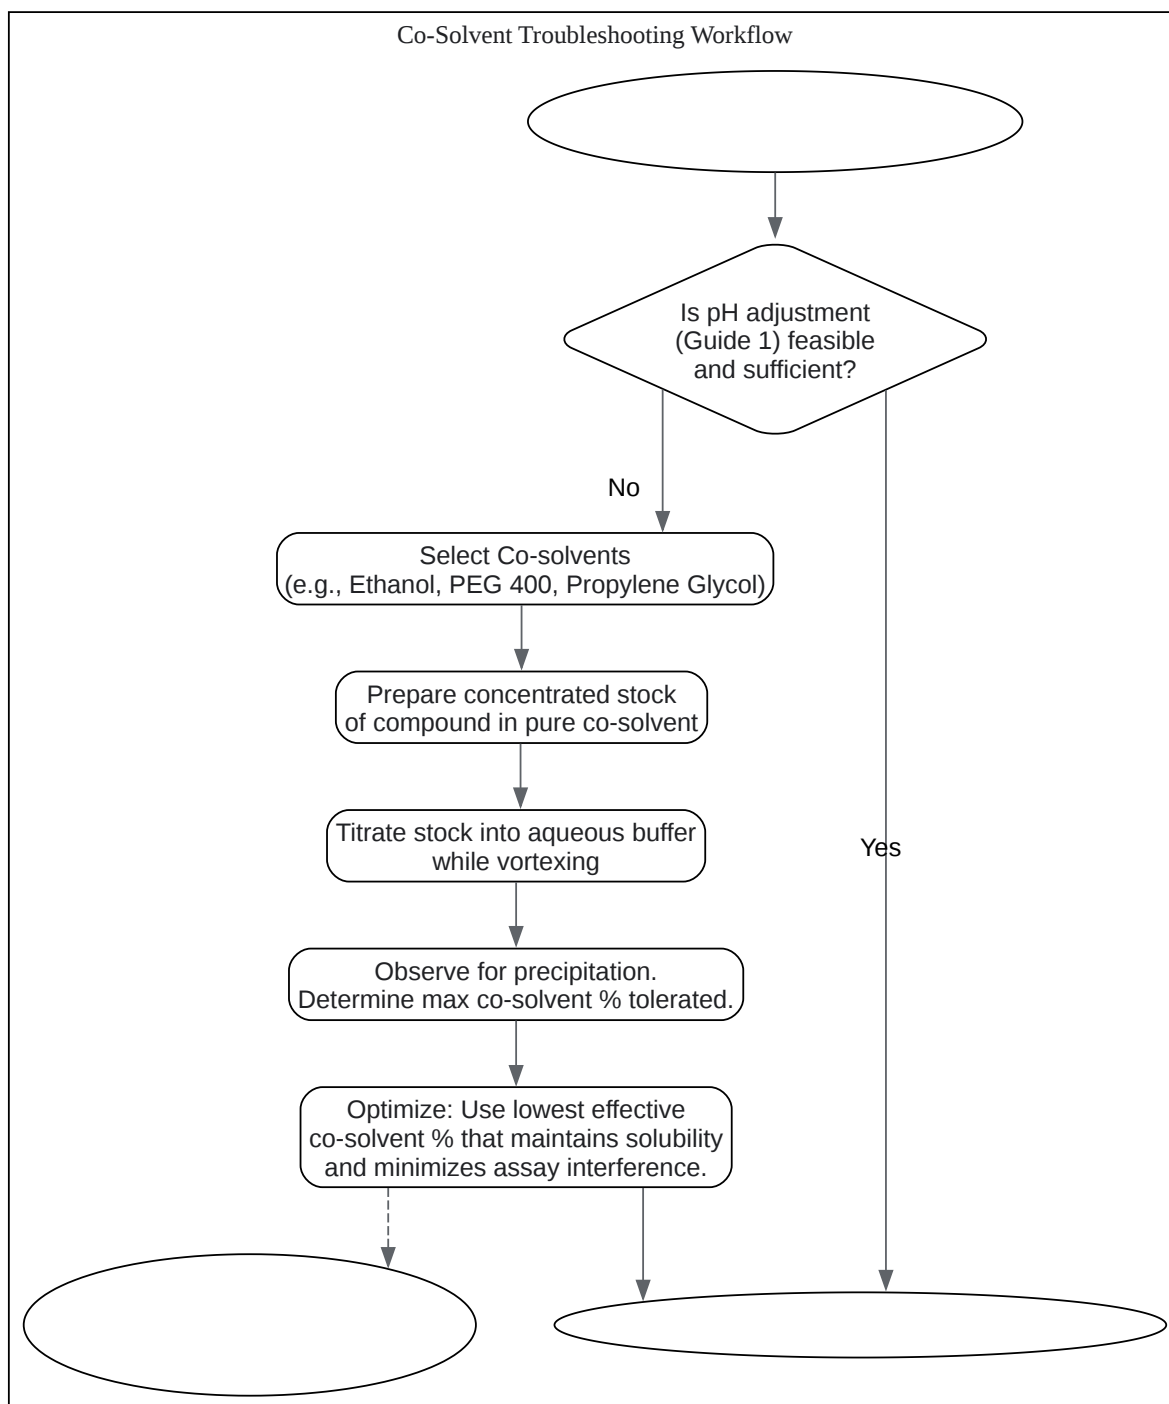 Co-Solvent Troubleshooting Workflow
Is pH adjustment
(Guide 1) feasible
and sufficient?
No
Select Co-solvents
(e.g., Ethanol, PEG 400, Propylene Glycol)
Prepare concentrated stock
of compound in pure co-solvent
Titrate stock into aqueous buffer
while vortexing
Yes
Observe for precipitation.
Determine max co-solvent % tolerated.
Optimize: Use lowest effective
co-solvent % that maintains solubility
and minimizes assay interference.